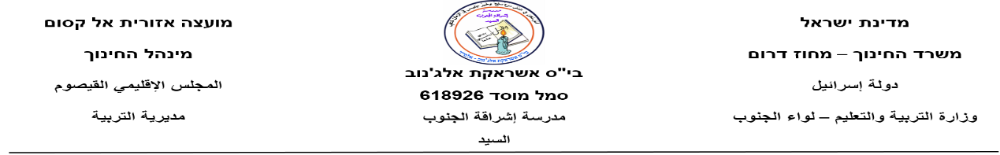 מדינת ישראל
משרד החינוך – מחוז דרום
دولة إسرائيل
وزارة التربية والتعليم – لواء الجنوب
בי"ס אשראקת אלג'נוב
סמל מוסד 618926
مدرسة إشراقة الجنوب
السيد
מועצה אזורית אל קסום
מינהל החינוך
المجلس الإقليمي القيصوم
مديرية التربية